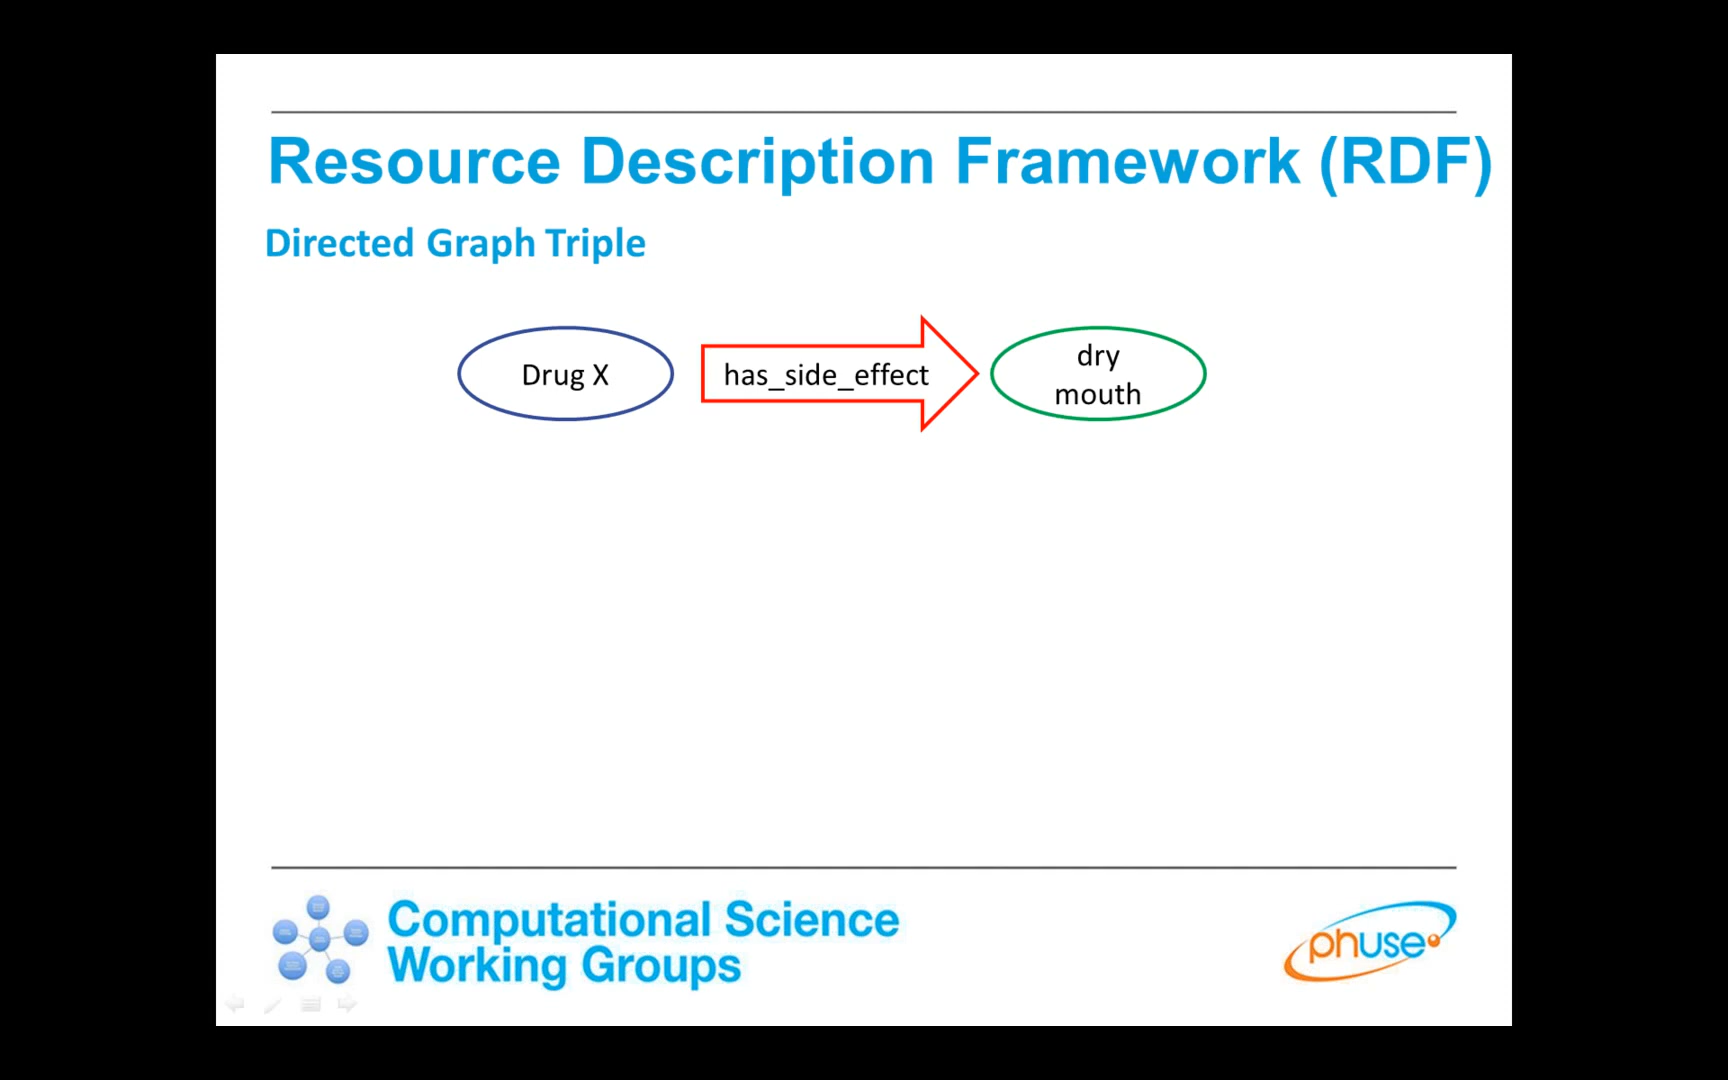 Resource Description Framework (RDF)
Directed Graph Triple
Drug X
has_side_effect
dry
mouth
Computational Science
Working Groups
phuse